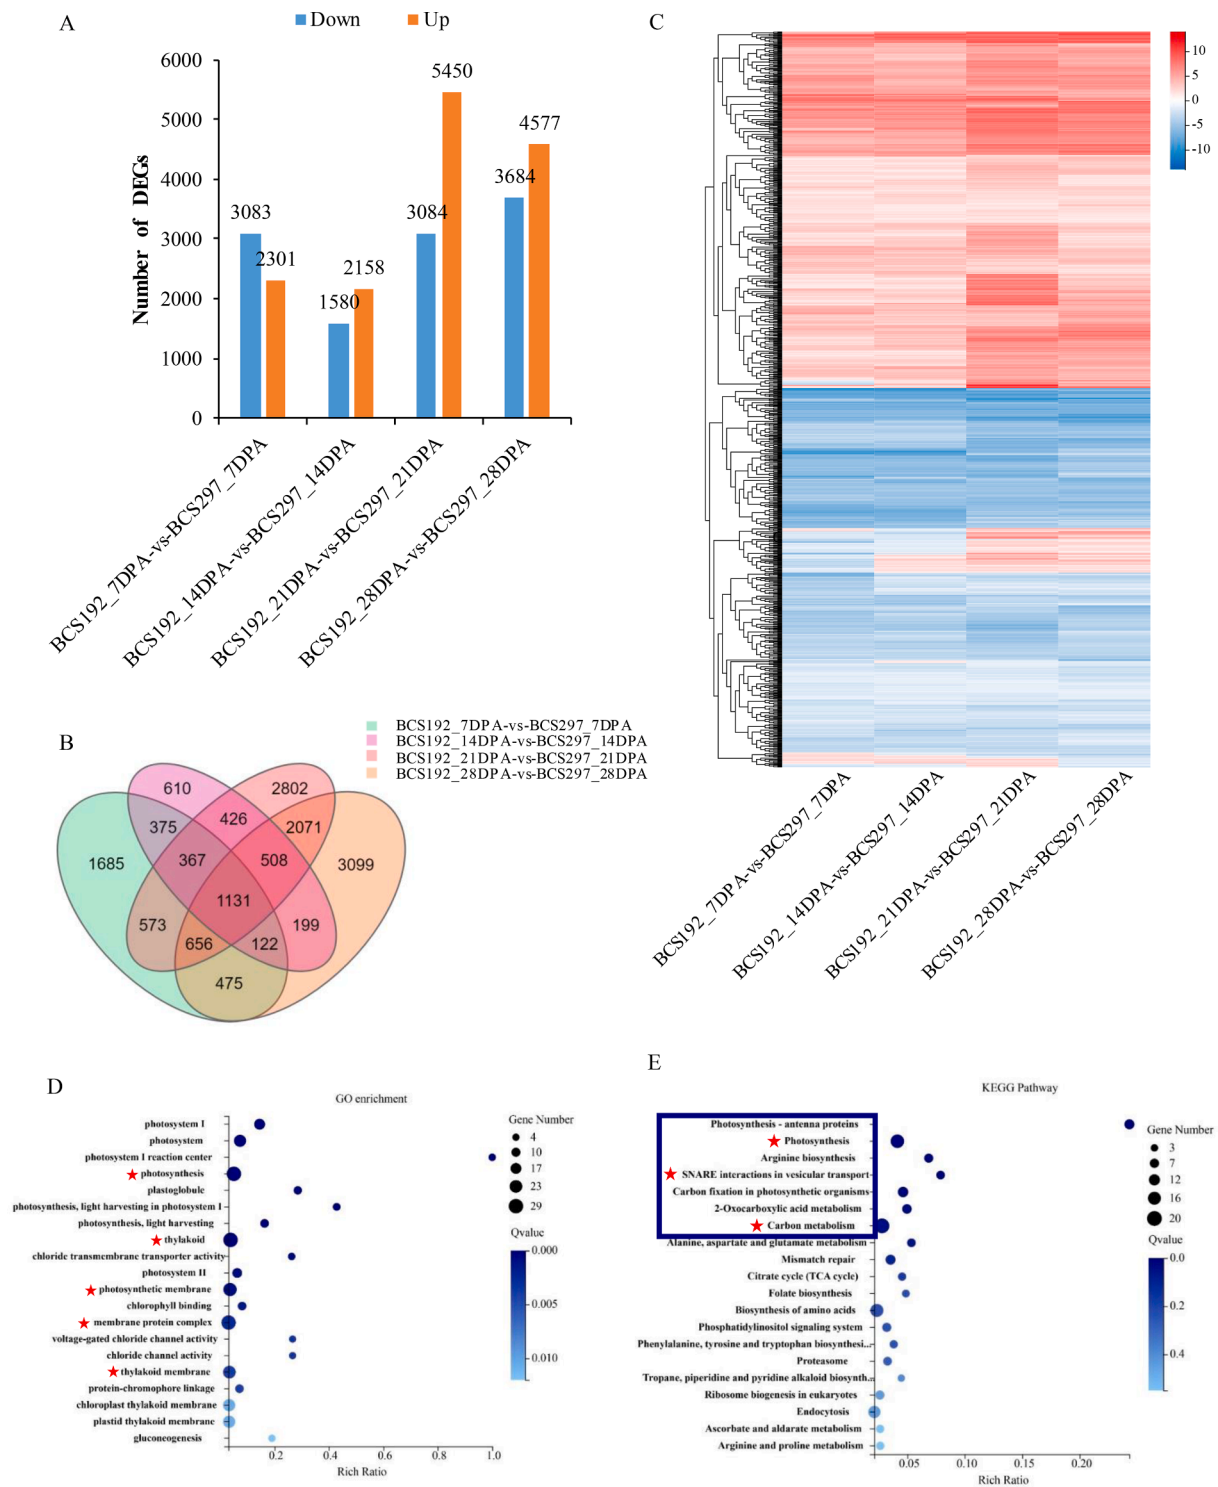 A
Down
Up
6000
5000
4000
3000
2000
1000
0
Number of DEGs
3083
2301
1580
2158
3084
5450
3684
4577
BCS192_7DPA-vs-BCS297_7DPA
BCS192_14DPA-vs-BCS297_14DPA
BCS192_21DPA-vs-BCS297_21DPA
BCS192_28DPA-vs-BCS297_28DPA
C
10
5
0
-5
-10
BCS192_7DPA-vs-BCS297_7DPA
BCS192_14DPA-vs-BCS297_14DPA
BCS192_21DPA-vs-BCS297_21DPA
BCS192_28DPA-vs-BCS297_28DPA
B
BCS192_7DPA-vs-BCS297_7DPA
BCS192_14DPA-vs-BCS297_14DPA
BCS192_21DPA-vs-BCS297_21DPA
BCS192_28DPA-vs-BCS297_28DPA
610
2802
375
426
2071
1685
367
508
3099
1131
573
199
656
122
475
D
GO enrichment
photosystem I
photosystem
photosystem I reaction center
photosynthesis
plastoglobule
photosynthesis, light harvesting in photosystem I
photosynthesis, light harvesting
thylakoid
chloride transmembrane transporter activity
photosystem II
photosynthetic membrane
chlorophyll binding
membrane protein complex
voltage-gated chloride channel activity
chloride channel activity
thylakoid membrane
protein-chromophore linkage
chloroplast thylakoid membrane
plastid thylakoid membrane
gluconeogenesis
0.2
0.4
0.6
0.8
1.0
Rich Ratio
Gene Number
4
10
17
23
29
Qvalue
0.000
0.005
0.010
E
KEGG Pathway
Photosynthesis - antenna proteins
Photosynthesis
Arginine biosynthesis
SNARE interactions in vesicular transport
Carbon fixation in photosynthetic organisms
2-Oxocarboxylic acid metabolism
Carbon metabolism
Alanine, aspartate and glutamate metabolism
Mismatch repair
Citrate cycle (TCA cycle)
Folate biosynthesis
Biosynthesis of amino acids
Phosphatidylinositol signaling system
Phenylalanine, tyrosine and tryptophan biosynthesi...
Proteasome
Tropane, piperidine and pyridine alkaloid biosynth...
Ribosome biogenesis in eukaryotes
Endocytosis
Ascorbate and aldarate metabolism
Arginine and proline metabolism
0.05
0.10
0.15
0.20
Rich Ratio
Gene Number
3
7
12
16
20
Qvalue
0.0
0.2
0.4